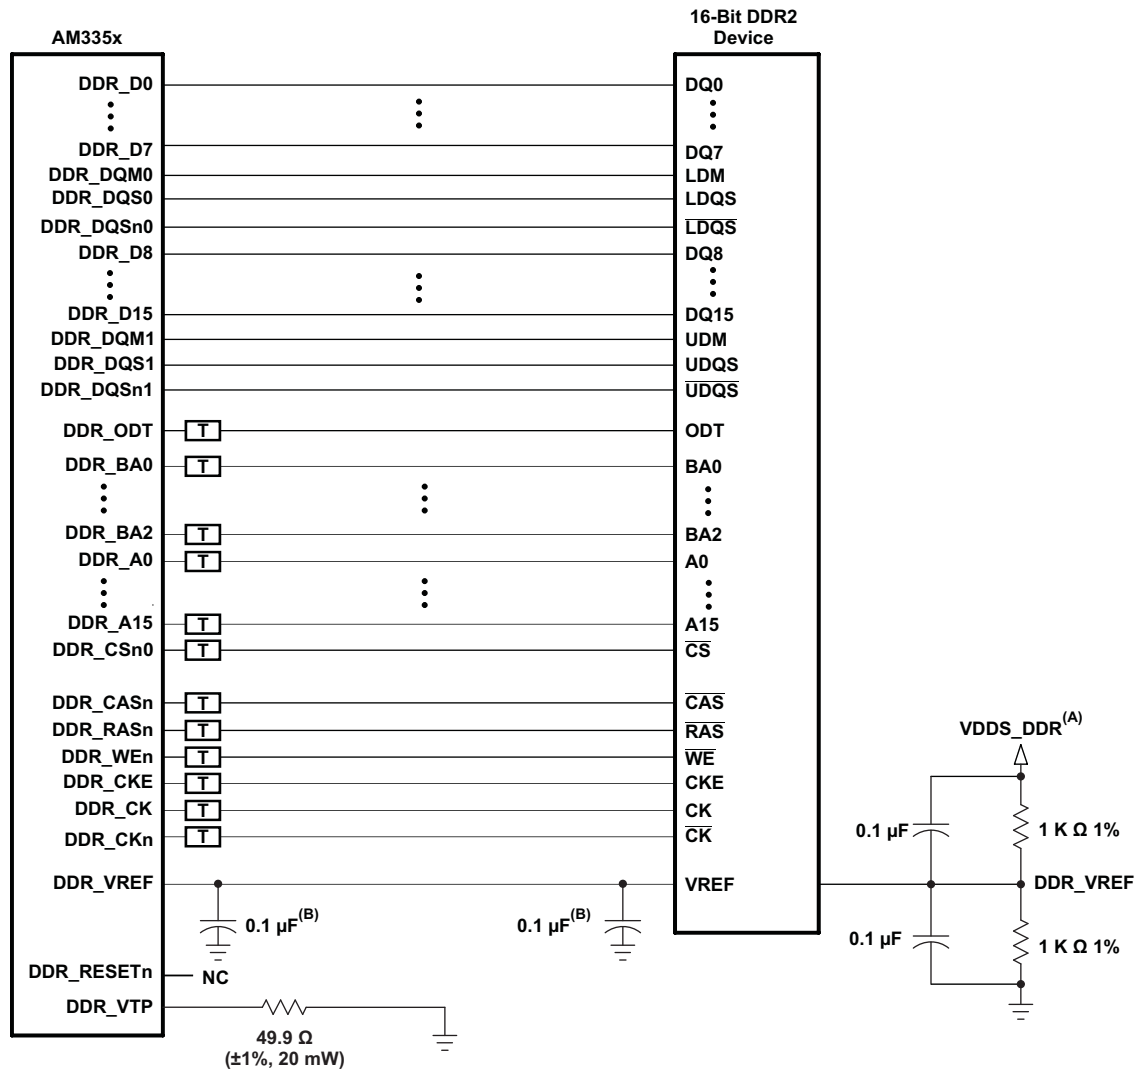 AM335x
16-Bit DDR2
Device
DDR_D0
DQ0
DDR_D7
DQ7
DDR_DQM0
LDM
DDR_DQS0
LDQS
DDR_DQSn0
LDQS
DDR_D8
DQ8
DDR_D15
DQ15
DDR_DQM1
UDM
DDR_DQS1
UDQS
DDR_DQSn1
UDQS
DDR_ODT
T
ODT
DDR_BA0
T
BA0
DDR_BA2
T
BA2
DDR_A0
T
A0
DDR_A15
T
A15
DDR_CSn0
T
CS
DDR_CASn
T
CAS
DDR_RASn
T
RAS
DDR_WEn
T
WE
DDR_CKE
T
CKE
DDR_CK
T
CK
DDR_CKn
T
CK
VDDS_DDR(A)
0.1 µF
1 K Ω 1%
DDR_VREF
VREF
DDR_VREF
0.1 µF(B)
0.1 µF(B)
0.1 µF
1 K Ω 1%
DDR_RESETn
NC
DDR_VTP
49.9 Ω
(±1%, 20 mW)